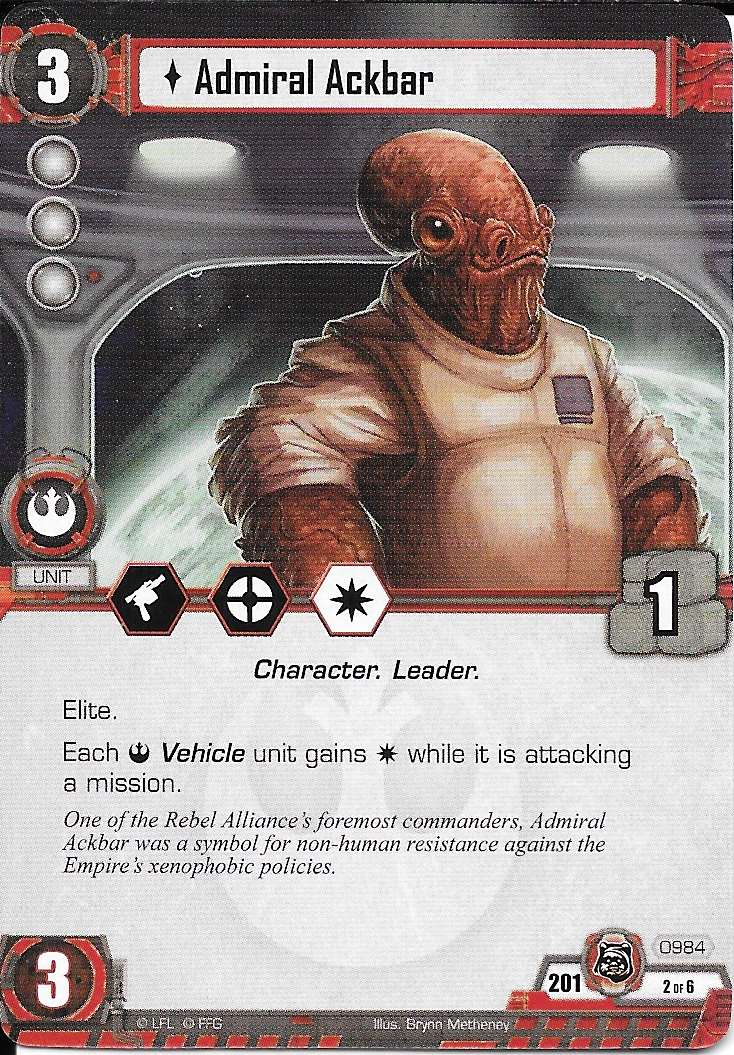 3
Admiral Ackbar
UNIT
1
Character. Leader.
Elite.
Each Vehicle unit gains while it is attacking
a mission.
One of the Rebel Alliance's foremost commanders, Admiral
Ackbar was a symbol for non-human resistance against the
Empire's xenophobic policies.
3
0984
201
2 OF 6
© LFL © FFG
Illus. Brynn Metheney